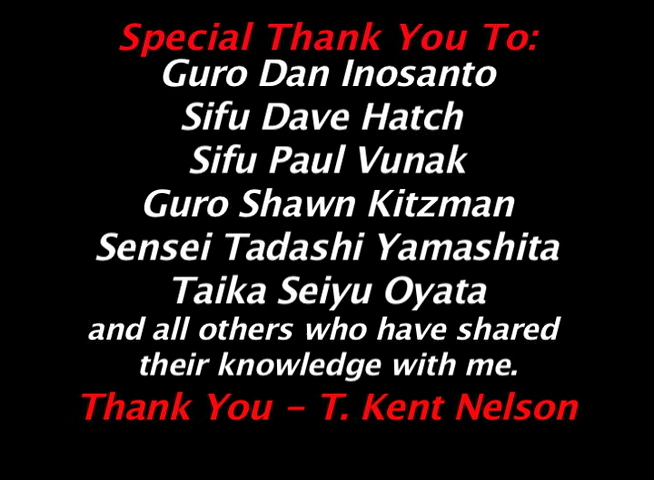 Special Thank You To:
Guro Dan Inosanto
Sifu Dave Hatch
Sifu Paul Vunak
Guro Shawn Kitzman
Sensei Tadashi Yamashita
Taika Seiyu Oyata
and all others who have shared
their knowledge with me.
Thank You - T. Kent Nelson